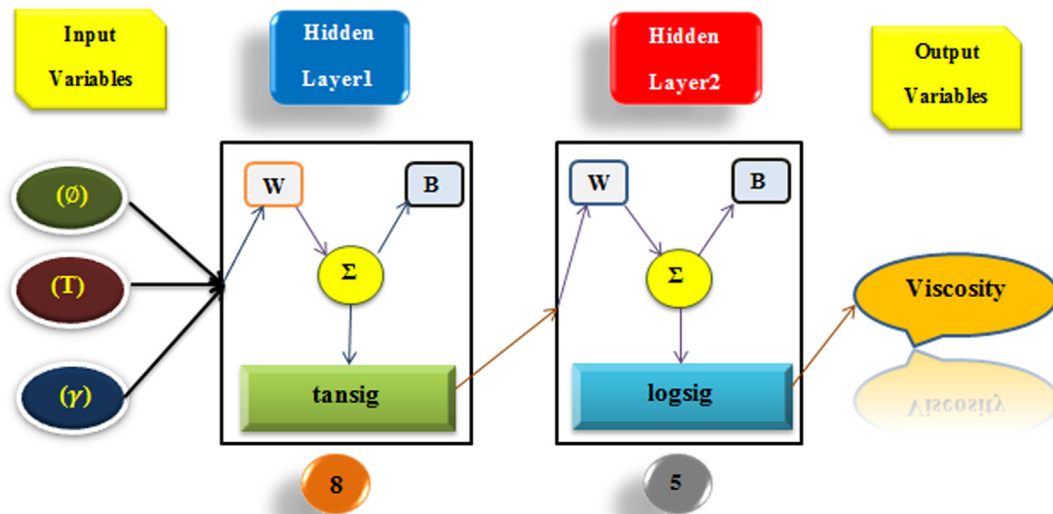 Input
Variables
Hidden
Layer1
Hidden
Layer2
Output
Variables
(∅)
(T)
(γ)
W
B
Σ
tansig
8
W
B
Σ
logsig
5
Viscosity
Viscosity